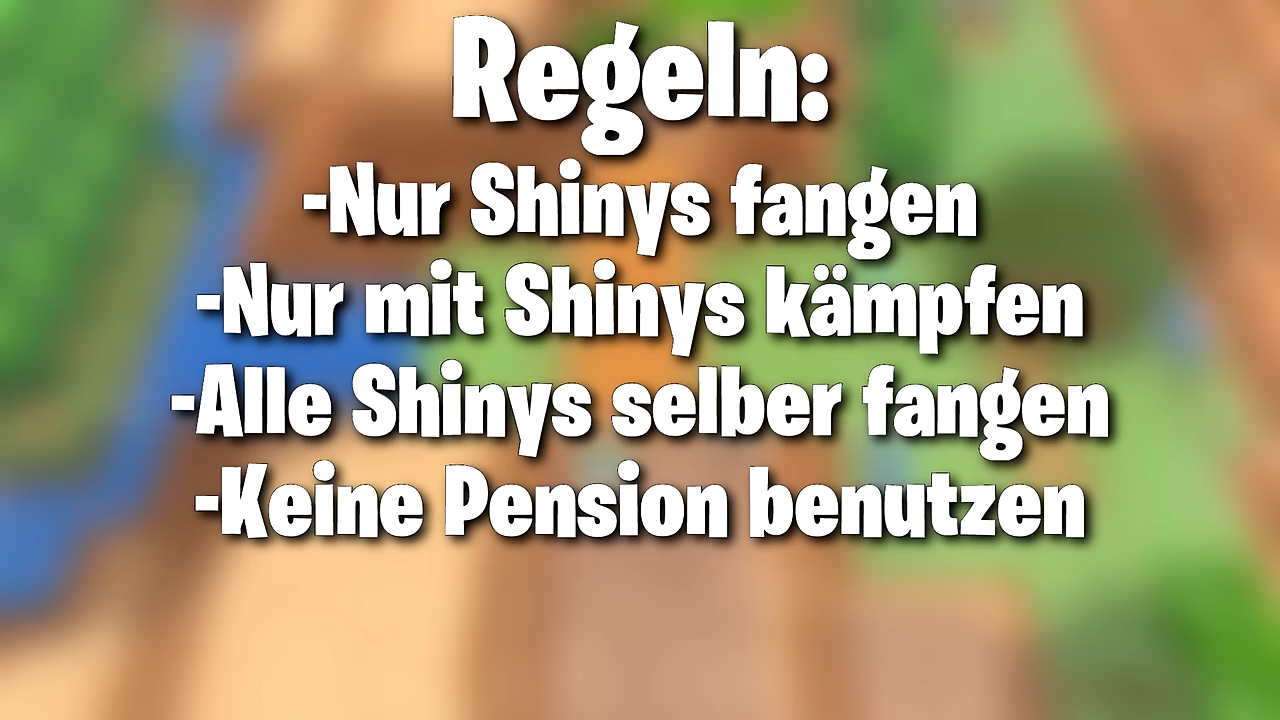 Regeln:
-Nur Shinys fangen
-Nur mit Shinys kämpfen
-Alle Shinys selber fangen
-Keine Pension benutzen